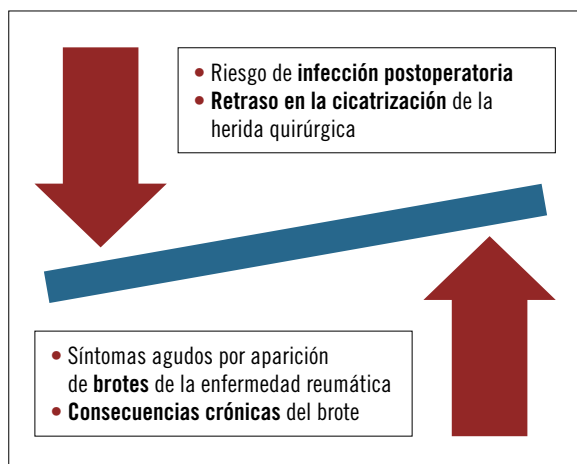 • Riesgo de infección postoperatoria
• Retraso en la cicatrización de la
herida quirúrgica
• Síntomas agudos por aparición
de brotes de la enfermedad reumática
• Consecuencias crónicas del brote